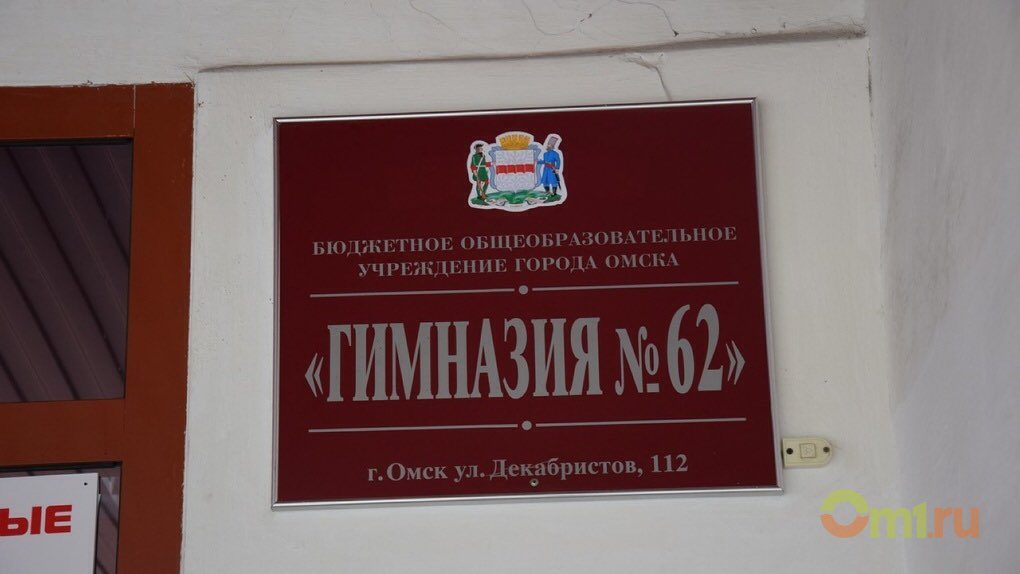 БЮДЖЕТНОЕ ОБЩЕОБРАЗОВАТЕЛЬНОЕ
УЧРЕЖДЕНИЕ ГОРОДА ОМСКА
«ГИМНАЗИЯ №62»
г. Омск ул. Декабристов, 112
ЫЕ
Om1.ru